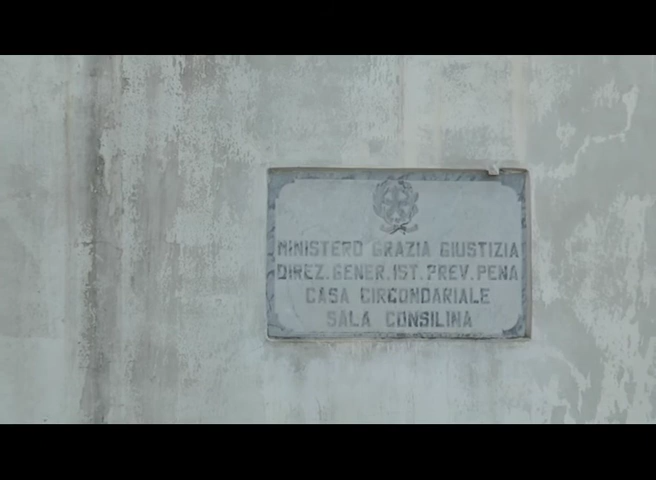 MINISTERO GRAZIA GIUSTIZIA
DIREZ. GENER. IST. PREV. PENA
CASA CIRCONDARIALE
SALA CONSILINA